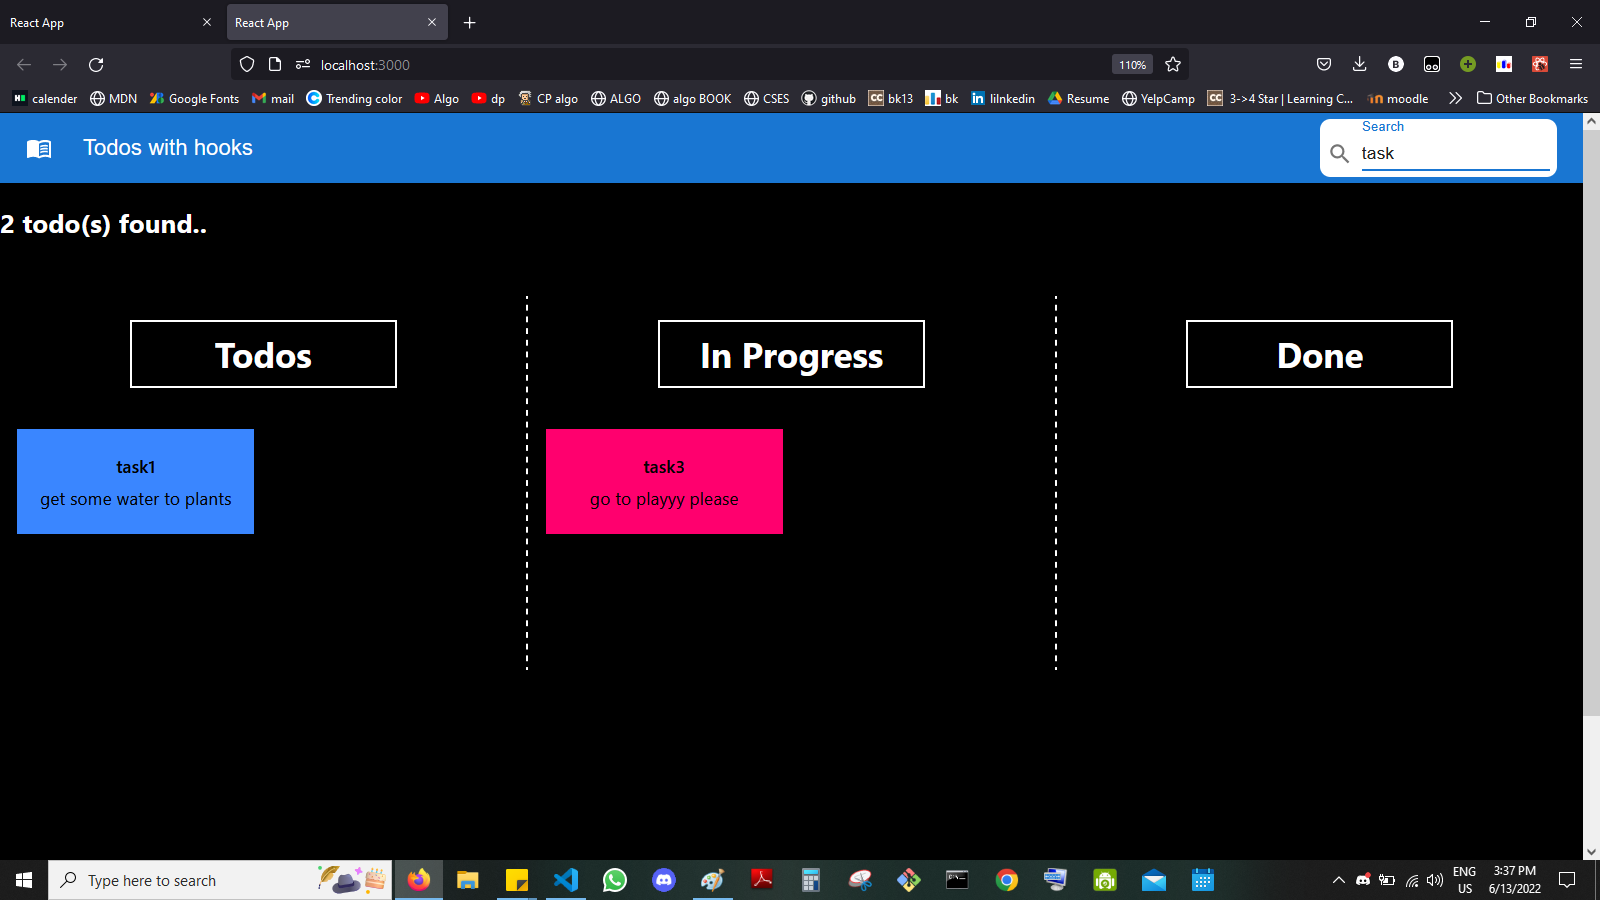 React App
React App
localhost:3000
110%
calender
MDN
Google Fonts
mail
Trending color
Algo
dp
CP algo
ALGO
algo BOOK
CSES
github
bk13
bk
lilnkedin
Resume
YelpCamp
3->4 Star | Learning C...
moodle
Other Bookmarks
Todos with hooks
Search
task
2 todo(s) found..
Todos
In Progress
Done
task1
get some water to plants
task3
go to playyy please
Type here to search
ENG
US
3:37 PM
6/13/2022